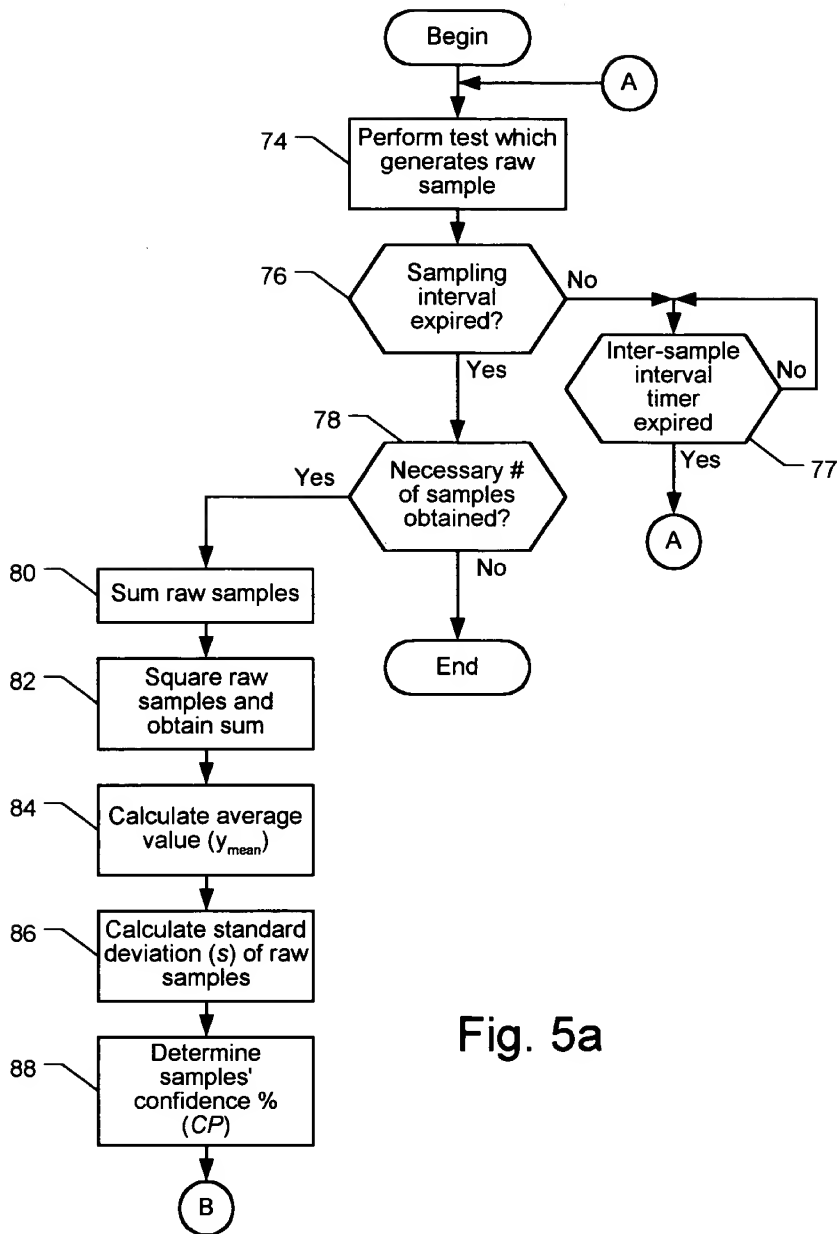 Begin
A
74
Perform test which
generates raw
sample
76
Sampling
interval
expired?
No
Yes
Inter-sample
interval
timer
expired
No
77
Yes
A
78
Necessary #
of samples
obtained?
Yes
No
End
80
Sum raw samples
82
Square raw
samples and
obtain sum
84
Calculate average
value (ymean)
86
Calculate standard
deviation (s) of raw
samples
88
Determine
samples'
confidence %
(CP)
B
Fig. 5a